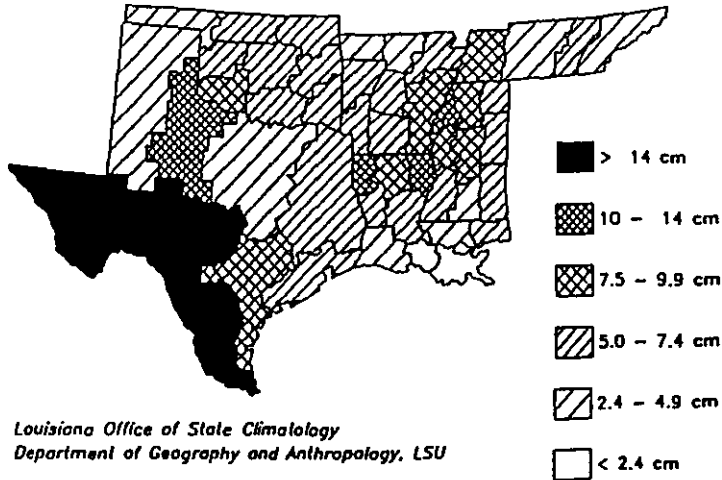 > 14 cm
10 - 14 cm
7.5 - 9.9 cm
5.0 - 7.4 cm
2.4 - 4.9 cm
< 2.4 cm
Louisiana Office of State Climatology
Department of Geography and Anthropology, LSU